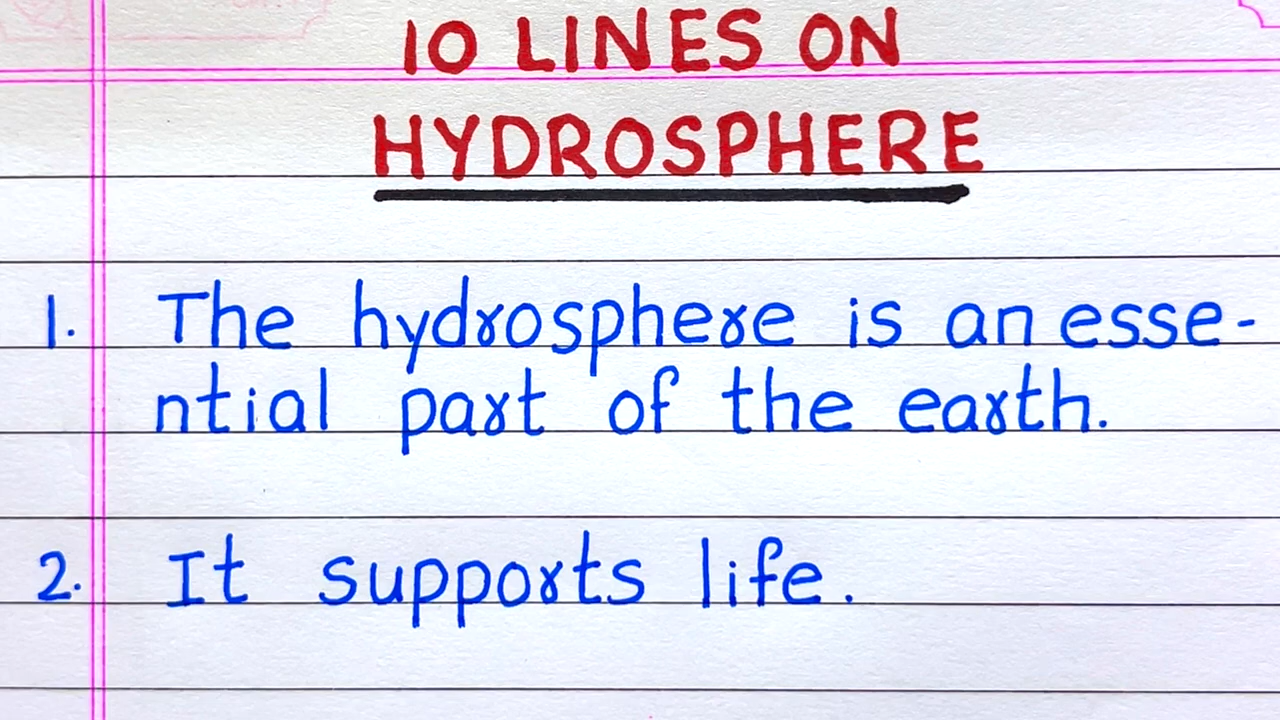 10 LINES ON
HYDROSPHERE
1. The hydrosphere is an esse-
ntial part of the earth.
2. It supports life.